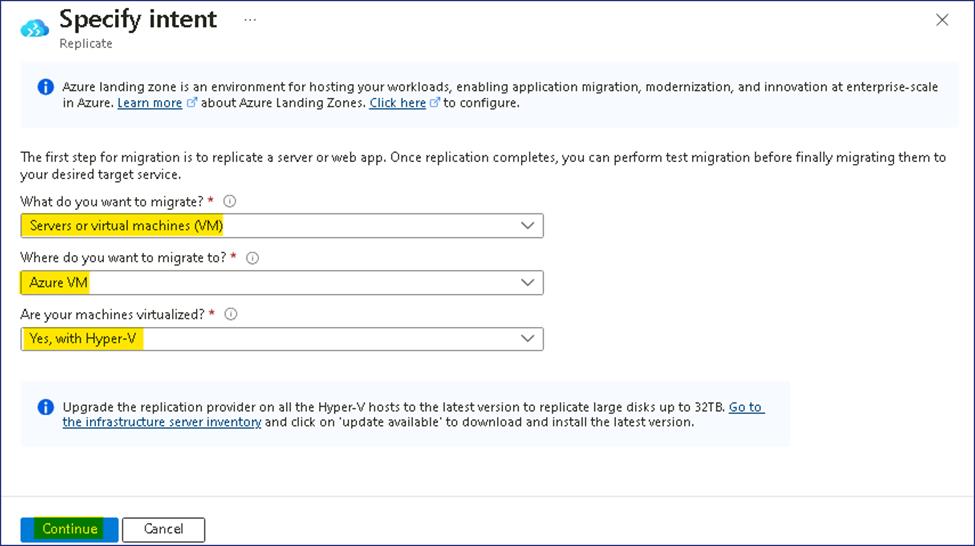 Specify intent ...
Replicate
Azure landing zone is an environment for hosting your workloads, enabling application migration, modernization, and innovation at enterprise-scale
in Azure. Learn more about Azure Landing Zones. Click here to configure.
The first step for migration is to replicate a server or web app. Once replication completes, you can perform test migration before finally migrating them to
your desired target service.
What do you want to migrate? *
Servers or virtual machines (VM)
Where do you want to migrate to? *
Azure VM
Are your machines virtualized? *
Yes, with Hyper-V
Upgrade the replication provider on all the Hyper-V hosts to the latest version to replicate large disks up to 32TB. Go to
the infrastructure server inventory and click on 'update available' to download and install the latest version.
Continue Cancel